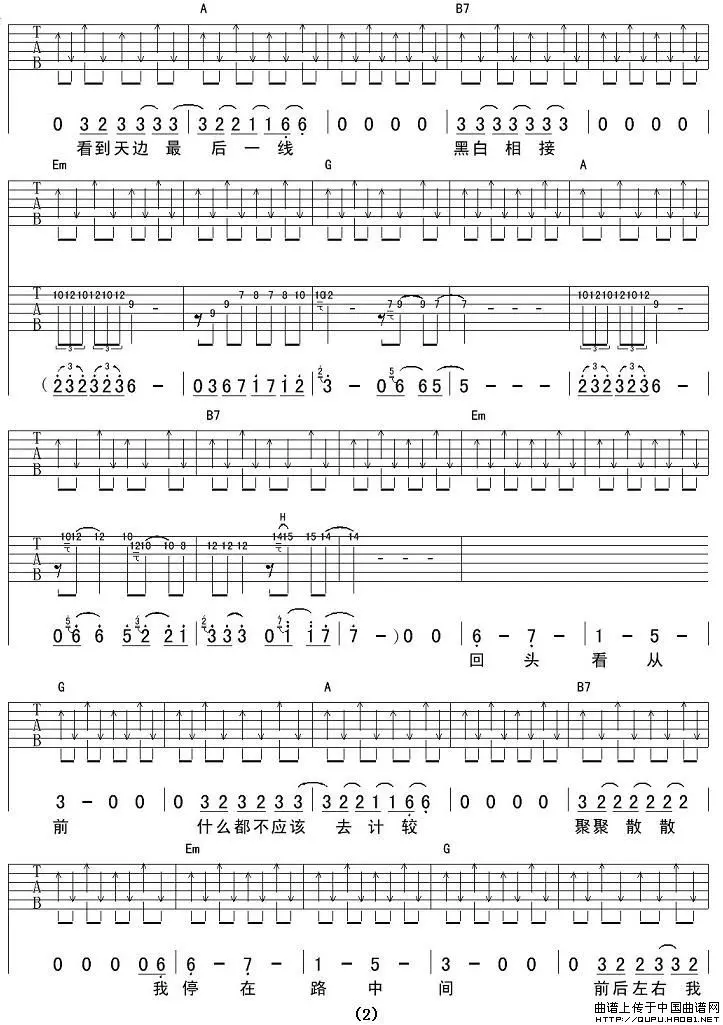 A B7
T A B
0 3 2 3 3 3 3 3 2 2 1 1 6 6 0 0 0 0 3 3 3 3 3 3 3 0 0 0 0
看到天边 最 后 一 线 黑白 相 接
Em G A
T A B
10 12 10 12 10 12 9 - 9 9 7 8 7 8 10 10 12 - 7 9 9 7 7 - - - 10 12 10 12 10 12 9 -
T A B
3 3 3 3
( 2 3 2 3 2 3 6 - 0 3 6 7 1 7 1 2 2 3 - 0 5 6 6 5 5 - - - 2 3 2 3 2 3 6 -
B7 Em
T A B
H
10 12 12 10 12 10 10 8 12 12 12 14 15 15 14 14 - - -
T A B
0 6 6 5 2 2 1 3 3 3 0 1 1 7 7 - ) 0 0 6 - 7 - 1 - 5 -
回 头 看 从
G A B7
T A B
3 - 0 0 0 3 2 3 2 3 3 3 2 2 1 1 6 6 0 0 0 0 3 2 2 2 2 2 2
前 什么都不应该 去 计 较 聚聚 散 散
Em G
T A B
0 0 0 0 0 6 6 - 7 - 1 - 5 - 3 - 0 0 0 3 2 2 3 3 2
我 停 在 路 中 间 前后左右 我
(2)
曲谱上传于中国曲谱网
HTTP://QUPU.HAO81.NET